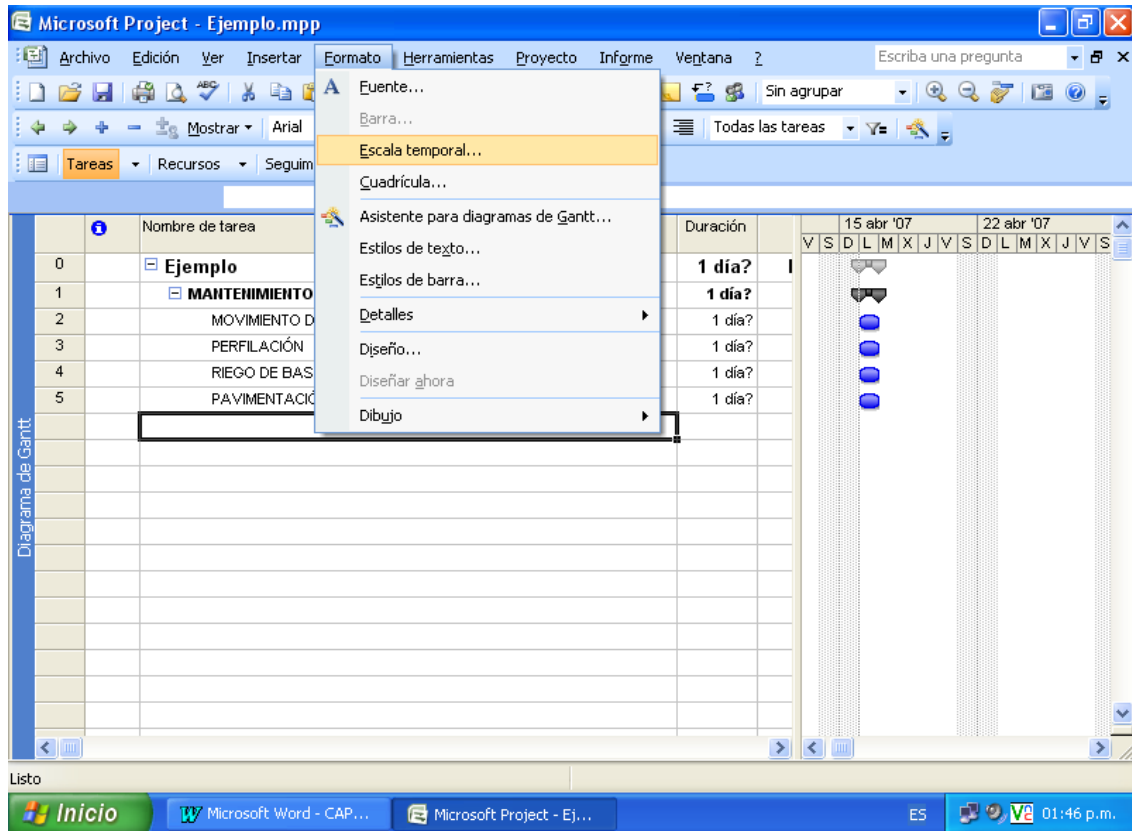 Microsoft Project - Ejemplo.mpp
Archivo Edición Ver Insertar Formato Herramientas Proyecto Informe Ventana ? Escriba una pregunta
ABC Sin agrupar
Mostrar Arial Todas las tareas
Tareas Recursos Seguim
Fuente...
Barra...
Escala temporal...
Cuadrícula...
Asistente para diagramas de Gantt...
Estilos de texto...
Estilos de barra...
Detalles
Diseño...
Diseñar ahora
Dibujo
Nombre de tarea Duración 15 abr '07 22 abr '07
V S D L M X J V S D L M X J V S
0 Ejemplo 1 día?
1 MANTENIMIENTO 1 día?
2 MOVIMIENTO D 1 día?
3 PERFILACIÓN 1 día?
4 RIEGO DE BAS 1 día?
5 PAVIMENTACIÓ 1 día?
Diagrama de Gantt
Listo
Inicio Microsoft Word - CAP... Microsoft Project - Ej... ES 01:46 p.m.